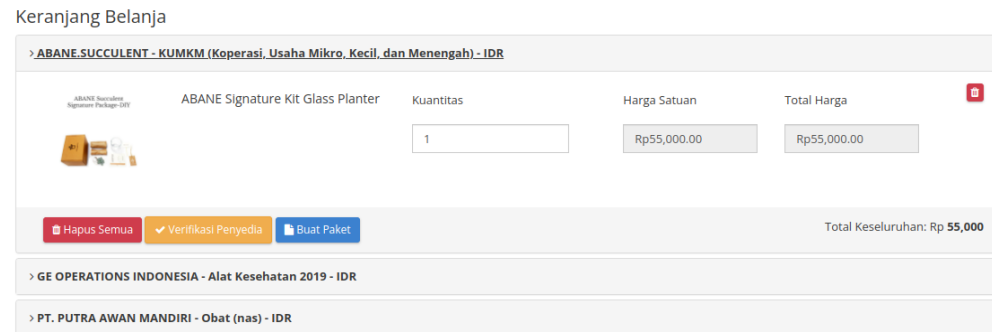 Keranjang Belanja
> ABANE.SUCCULENT - KUMKM (Koperasi, Usaha Mikro, Kecil, dan Menengah) - IDR
ABANE Succulent
Signature Package-DIY
ABANE Signature Kit Glass Planter
Kuantitas
Harga Satuan
Total Harga
1
Rp55,000.00
Rp55,000.00
Hapus Semua
Verifikasi Penyedia
Buat Paket
Total Keseluruhan: Rp 55,000
> GE OPERATIONS INDONESIA - Alat Kesehatan 2019 - IDR
> PT. PUTRA AWAN MANDIRI - Obat (nas) - IDR